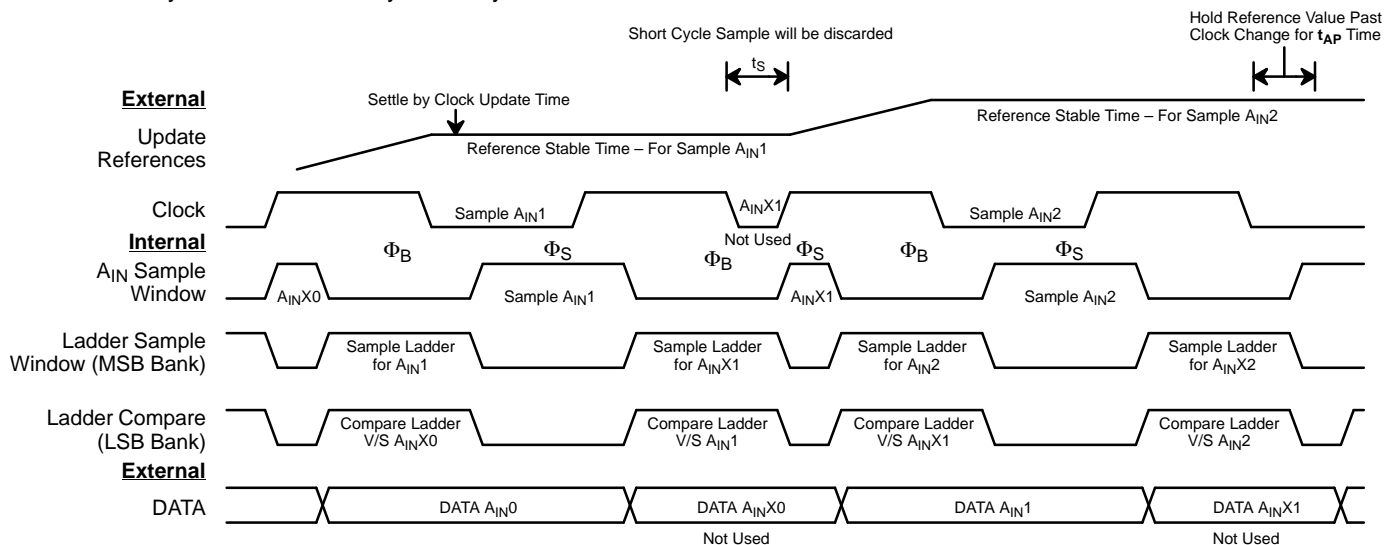 Hold Reference Value Past
Clock Change for tAP Time
Short Cycle Sample will be discarded
tS
External
Settle by Clock Update Time
Update
References
Reference Stable Time – For Sample AIN1
Reference Stable Time – For Sample AIN2
Clock
Sample AIN1
AINX1
Sample AIN2
Not Used
Internal
ΦB
ΦS
ΦB
ΦS
ΦB
ΦS
AIN Sample
Window
AINX0
Sample AIN1
AINX1
Sample AIN2
Ladder Sample
Window (MSB Bank)
Sample Ladder
for AIN1
Sample Ladder
for AINX1
Sample Ladder
for AIN2
Sample Ladder
for AINX2
Ladder Compare
(LSB Bank)
Compare Ladder
V/S AINX0
Compare Ladder
V/S AIN1
Compare Ladder
V/S AINX1
Compare Ladder
V/S AIN2
External
DATA
DATA AIN0
DATA AINX0
DATA AIN1
DATA AINX1
Not Used
Not Used